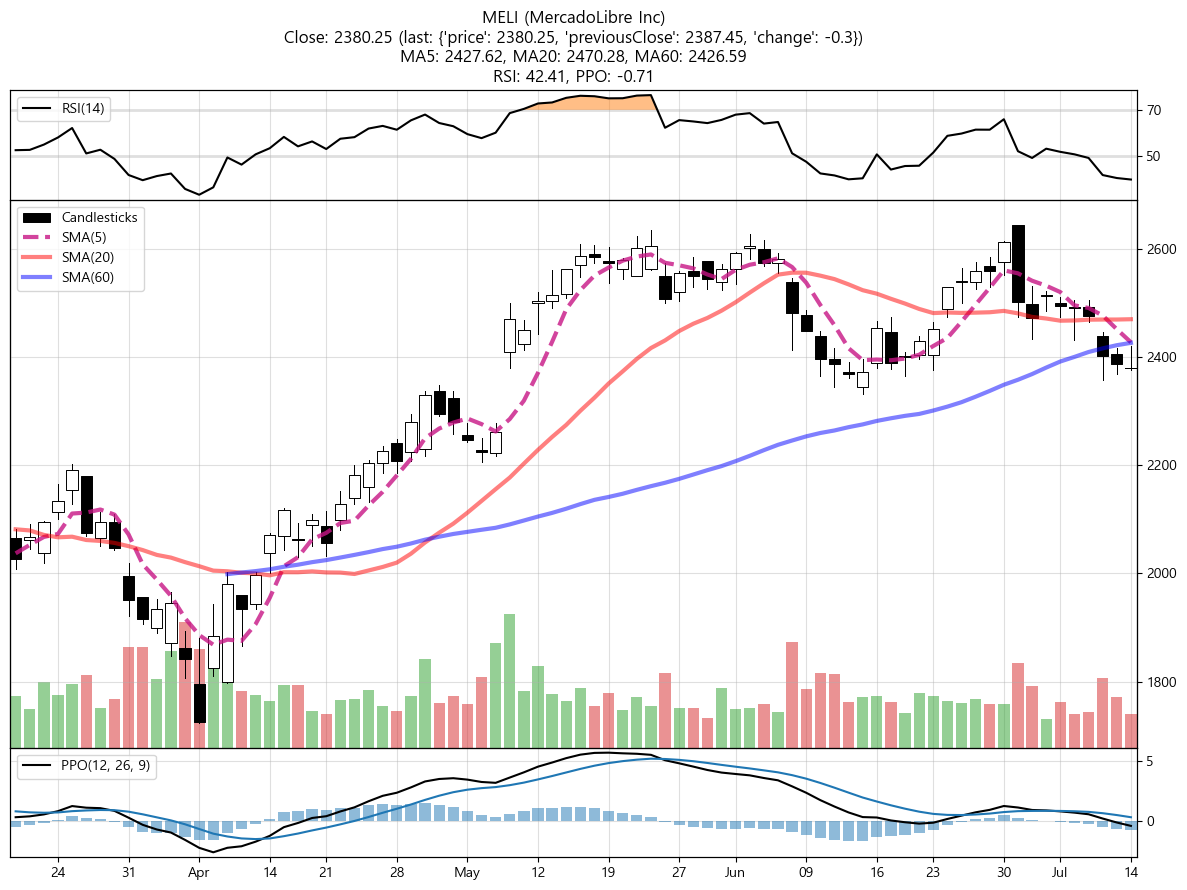 MELI (MercadoLibre Inc)
Close: 2380.25 (last: {'price': 2380.25, 'previousClose': 2387.45, 'change': -0.3})
MA5: 2427.62, MA20: 2470.28, MA60: 2426.59
RSI: 42.41, PPO: -0.71
RSI(14)
70
50
Candlesticks
SMA(5)
SMA(20)
SMA(60)
2600
2400
2200
2000
1800
PPO(12, 26, 9)
5
0
24 31 Apr 14 21 28 May 12 19 27 Jun 09 16 23 30 Jul 14